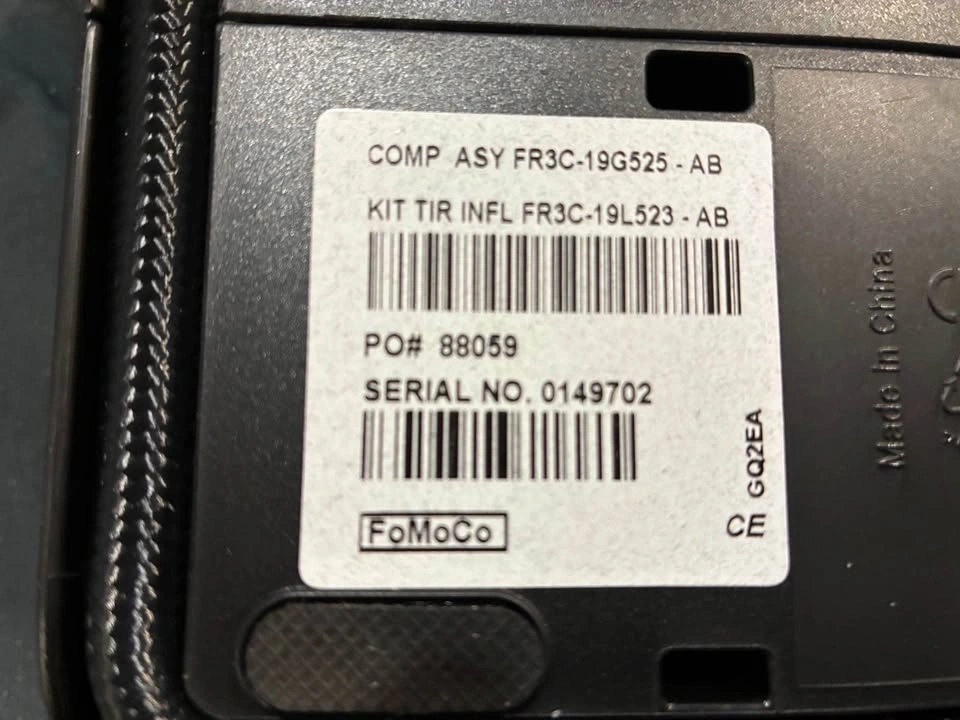 COMP ASY FR3C-19G525 - AB
KIT TIR INFL FR3C-19L523 - AB
PO# 88059
SERIAL NO. 0149702
GQ2EA
FoMoCo
CE
Made in China